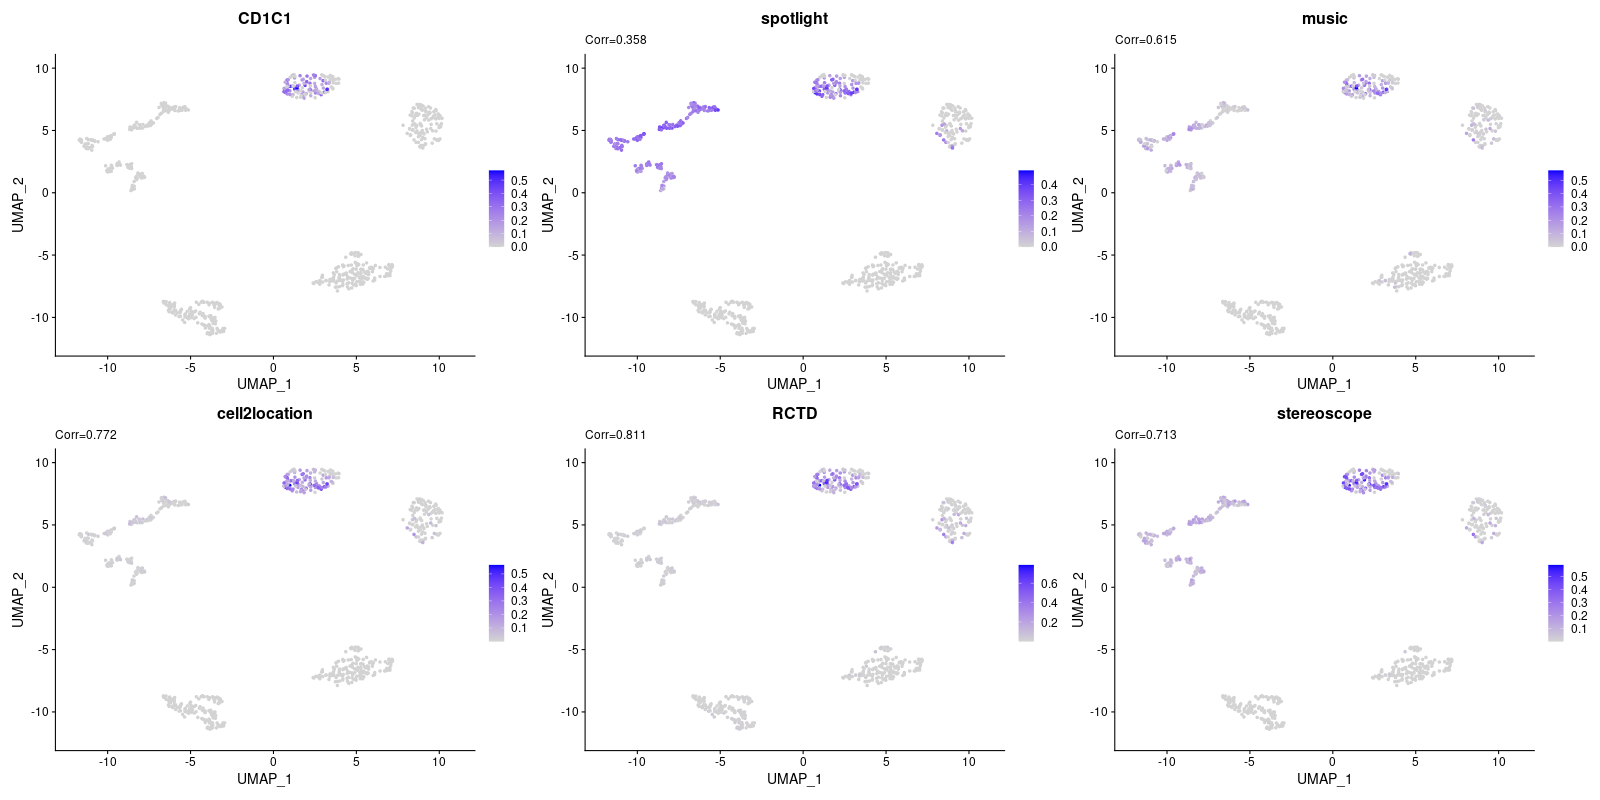 CD1C1
10
5
0
-5
-10
UMAP_2
-10 -5 0 5 10
UMAP_1
0.5
0.4
0.3
0.2
0.1
0.0
spotlight
Corr=0.358
10
5
0
-5
-10
UMAP_2
-10 -5 0 5 10
UMAP_1
0.4
0.3
0.2
0.1
0.0
music
Corr=0.615
10
5
0
-5
-10
UMAP_2
-10 -5 0 5 10
UMAP_1
0.5
0.4
0.3
0.2
0.1
0.0
cell2location
Corr=0.772
10
5
0
-5
-10
UMAP_2
-10 -5 0 5 10
UMAP_1
0.5
0.4
0.3
0.2
0.1
RCTD
Corr=0.811
10
5
0
-5
-10
UMAP_2
-10 -5 0 5 10
UMAP_1
0.6
0.4
0.2
stereoscope
Corr=0.713
10
5
0
-5
-10
UMAP_2
-10 -5 0 5 10
UMAP_1
0.5
0.4
0.3
0.2
0.1